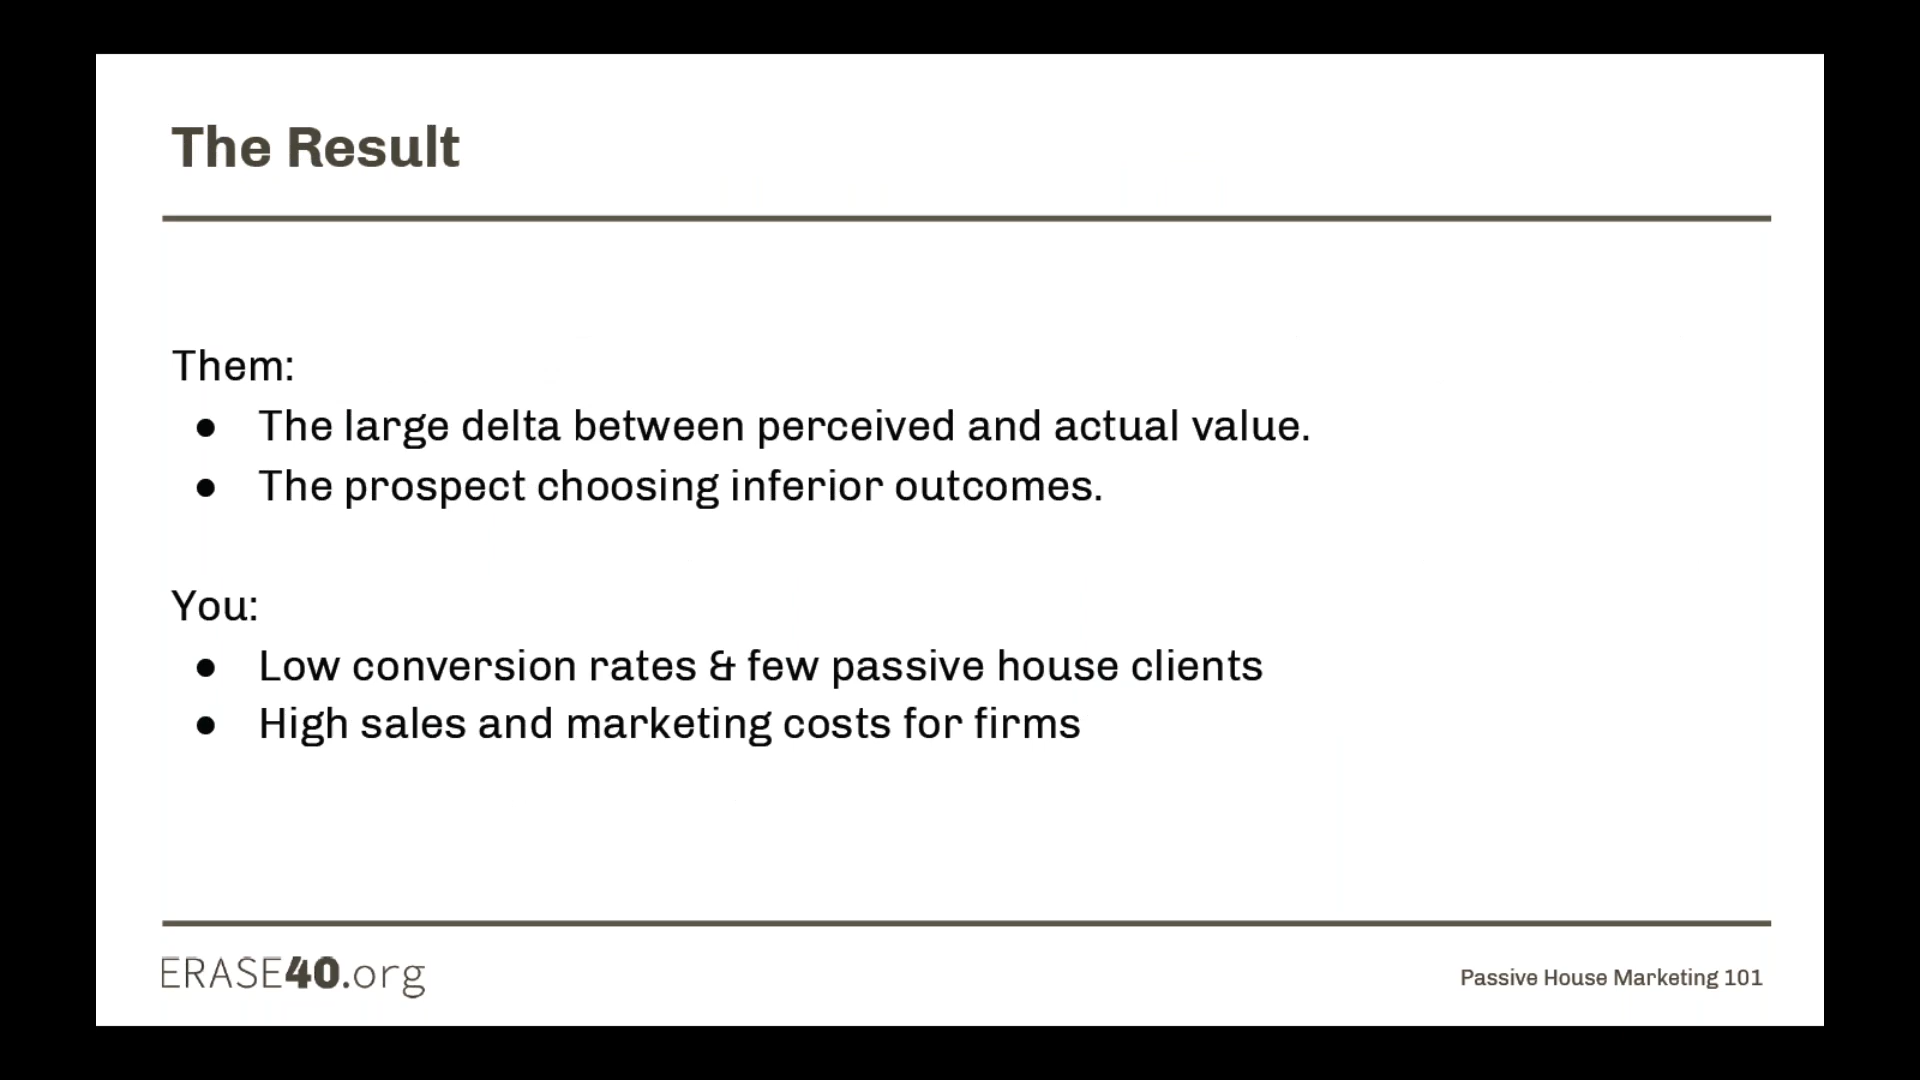 The Result
Them:
● The large delta between perceived and actual value.
● The prospect choosing inferior outcomes.
You:
● Low conversion rates & few passive house clients
● High sales and marketing costs for firms
ERASE40.org
Passive House Marketing 101